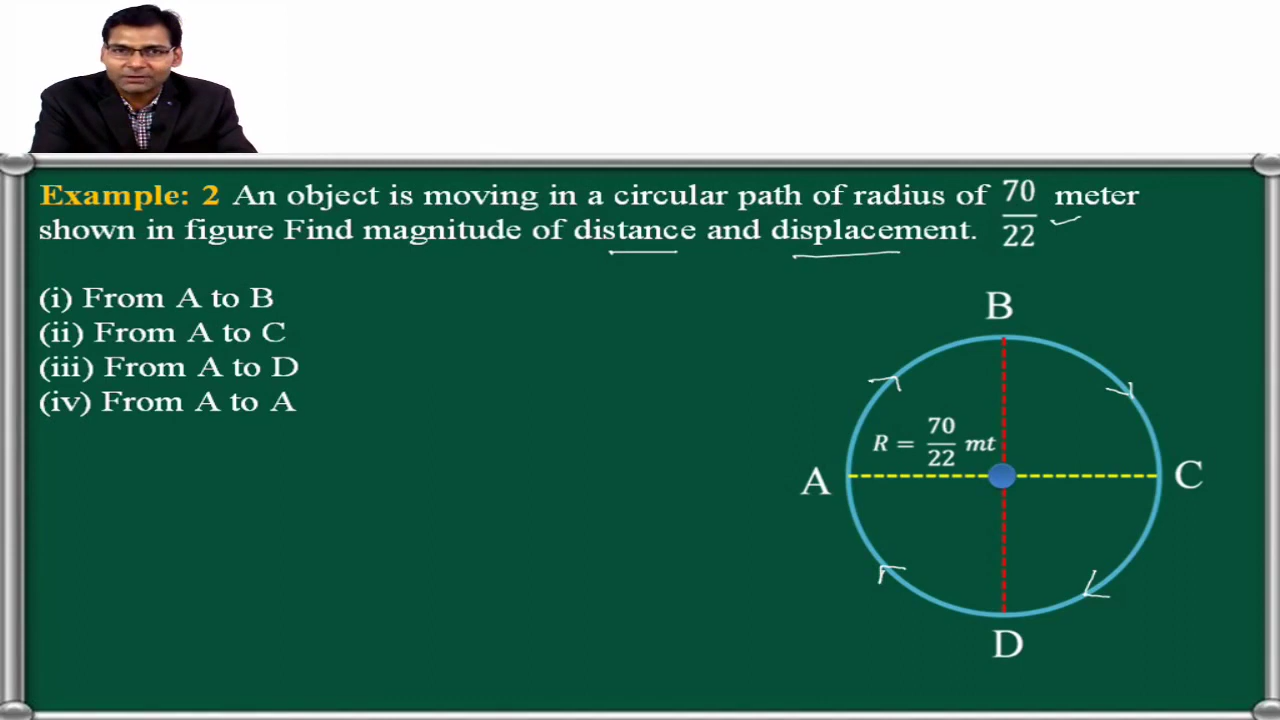 Example: 2 An object is moving in a circular path of radius of 70/22 meter
shown in figure Find magnitude of distance and displacement.
(i) From A to B
(ii) From A to C
(iii) From A to D
(iv) From A to A
B
R = 70/22 mt
A
C
D